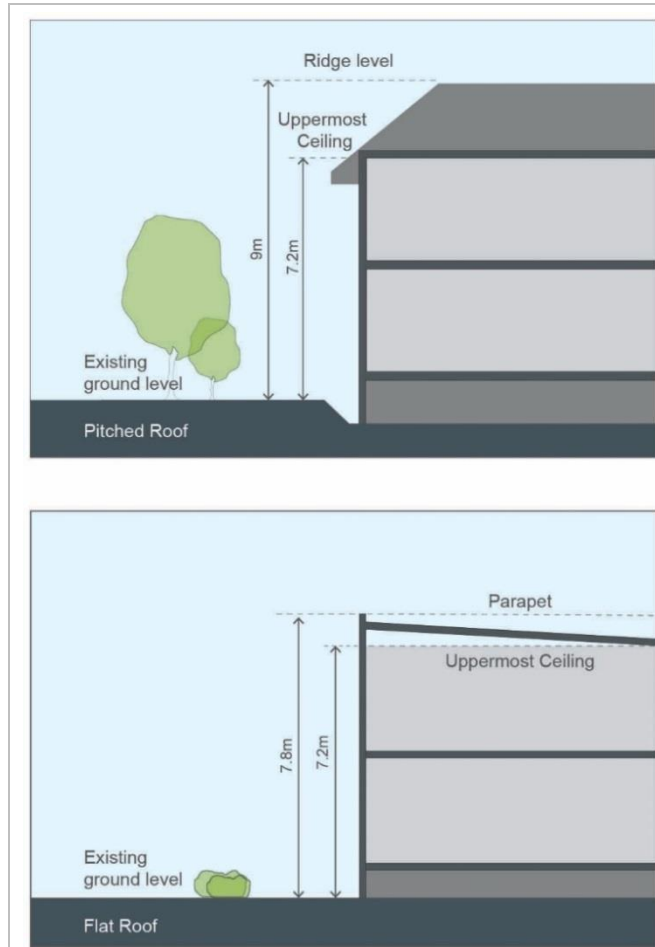 Ridge level
Uppermost
Ceiling
9m
7.2m
Existing
ground level
Pitched Roof
Parapet
Uppermost Ceiling
7.8m
7.2m
Existing
ground level
Flat Roof